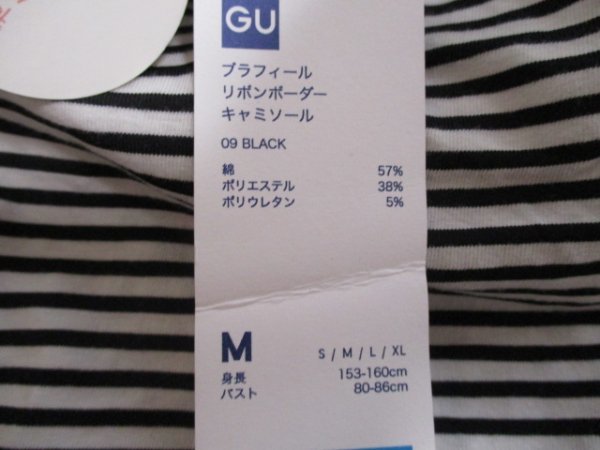 GU
ブラフィール
リボンボーダー
キャミソール
09 BLACK
綿 57%
ポリエステル 38%
ポリウレタン 5%
M S / M / L / XL
身長 153-160cm
バスト 80-86cm